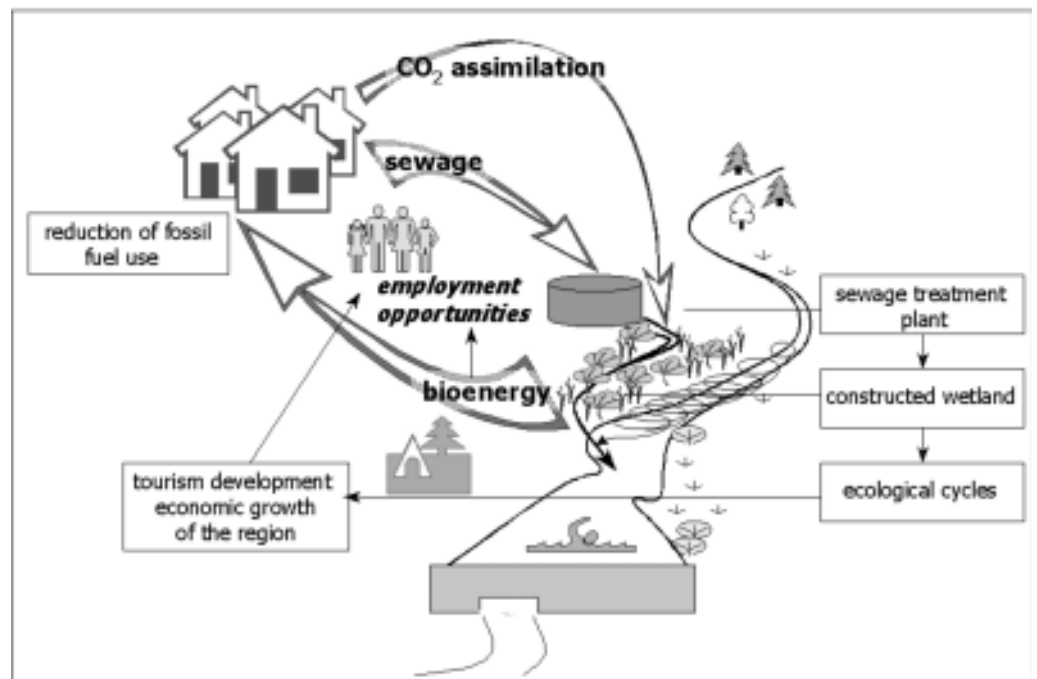 CO₂ assimilation
sewage
reduction of fossil
fuel use
employment
opportunities
sewage treatment
plant
bioenergy
constructed wetland
tourism development
economic growth
of the region
ecological cycles